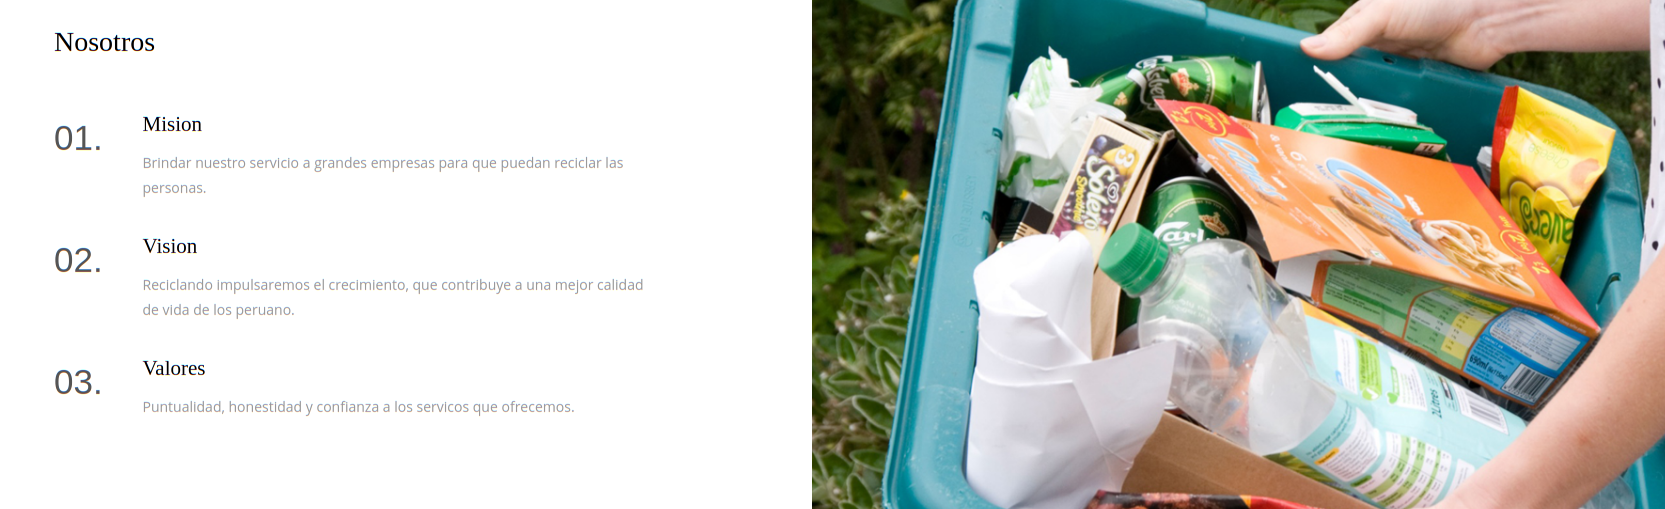 Nosotros
01.
Mision
Brindar nuestro servicio a grandes empresas para que puedan reciclar las
personas.
02.
Vision
Reciclando impulsaremos el crecimiento, que contribuye a una mejor calidad
de vida de los peruano.
03.
Valores
Puntualidad, honestidad y confianza a los servicos que ofrecemos.
Solero
Smoothie